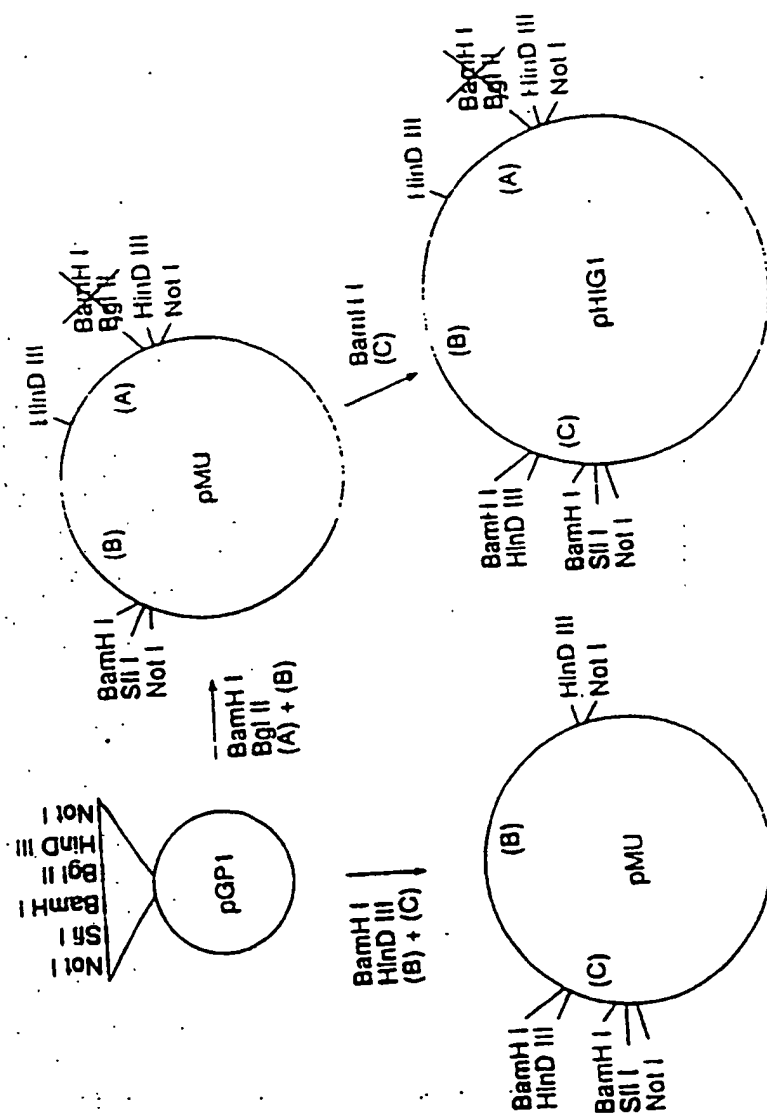 Not I
Sfi I
BamH I
Bgl II
HinD III
Not I
pGP1
BamH I
Bgl II
(A) + (B)
BamH I
Sfi I
Not I
(B)
HinD III
(A)
BamH I
Bgl II
HinD III
Not I
pMU
BamH I
HinD III
(B) + (C)
BamH I
(C)
BamH I
HinD III
(C)
BamH I
Sfi I
Not I
(B)
HinD III
Not I
pMU
BamH I
HinD III
(C)
BamH I
Sfi I
Not I
(B)
HinD III
(A)
BamH I
Bgl II
HinD III
Not I
pHIG1